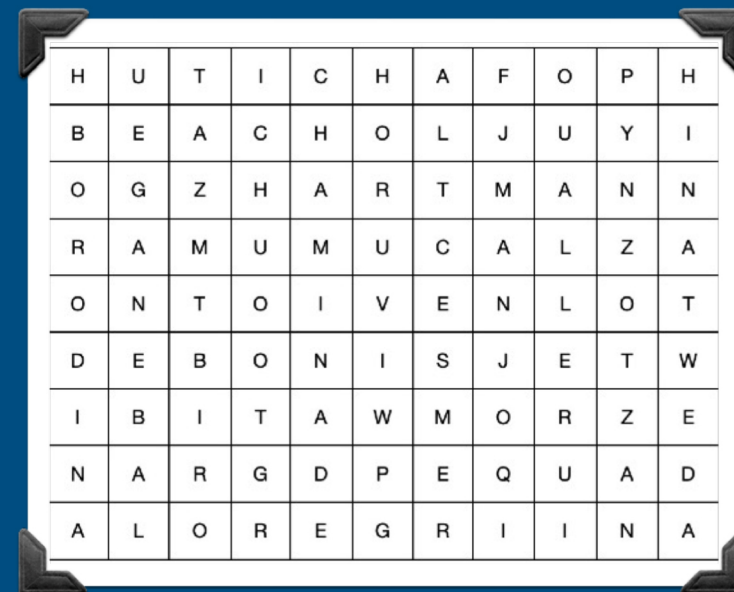 H U T I C H A F O P H
B E A C H O L J U Y I
O G Z H A R T M A N N
R A M U M U C A L Z A
O N T O I V E N L O T
D E B O N I S J E T W
I B I T A W M O R Z E
N A R G D P E Q U A D
A L O R E G R I I N A